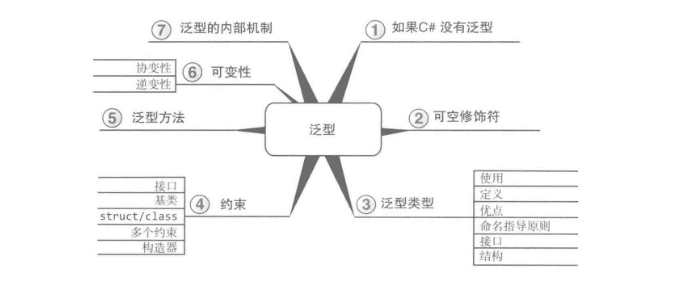 泛型
① 如果C# 没有泛型
② 可空修饰符
③ 泛型类型
使用
定义
优点
命名指导原则
接口
结构
④ 约束
接口
基类
struct/class
多个约束
构造器
⑤ 泛型方法
⑥ 可变性
协变性
逆变性
⑦ 泛型的内部机制